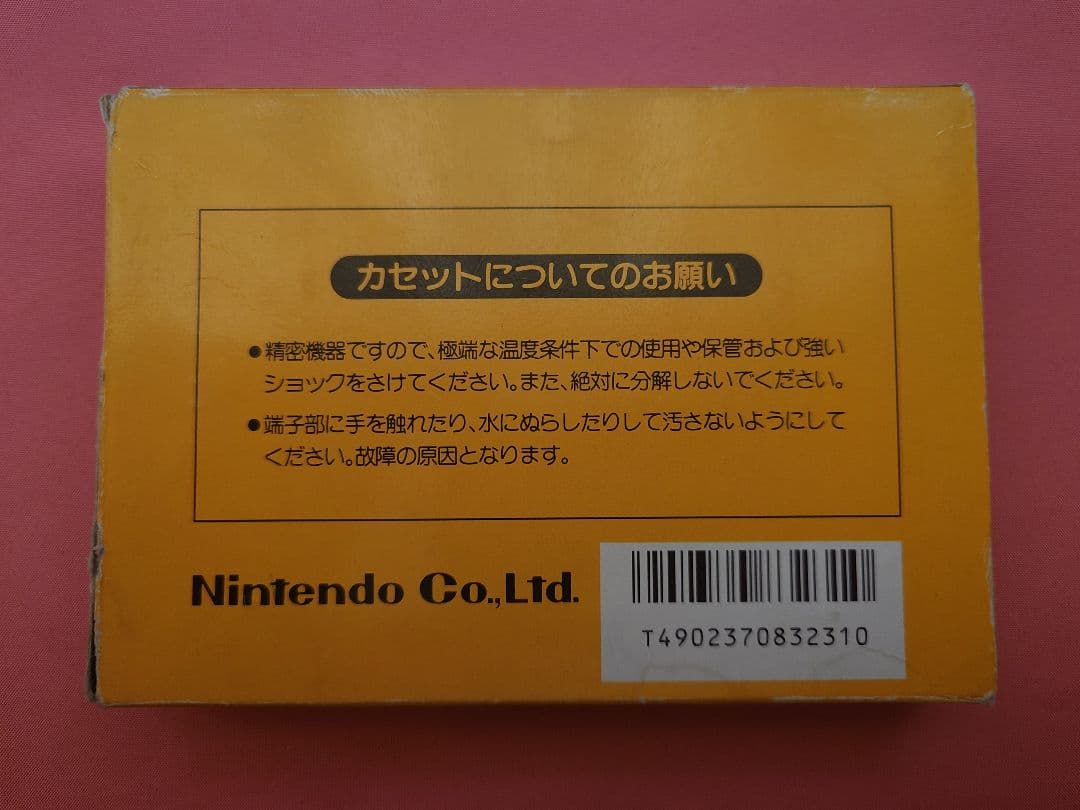 カセットについてのお願い
●精密機器ですので、極端な温度条件下での使用や保管および強い
ショックをさけてください。また、絶対に分解しないでください。
●端子部に手を触れたり、水にぬらしたりして汚さないようにして
ください。故障の原因となります。
Nintendo Co.,Ltd.
T4902370832310